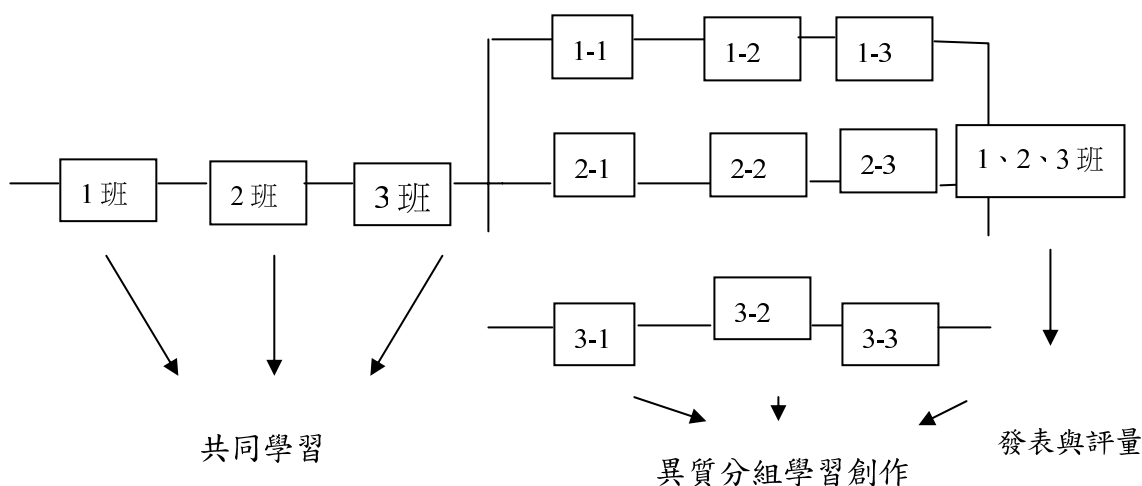 1-1
1-2
1-3
1班
2班
3班
2-1
2-2
2-3
1、2、3班
3-1
3-2
3-3
共同學習
異質分組學習創作
發表與評量